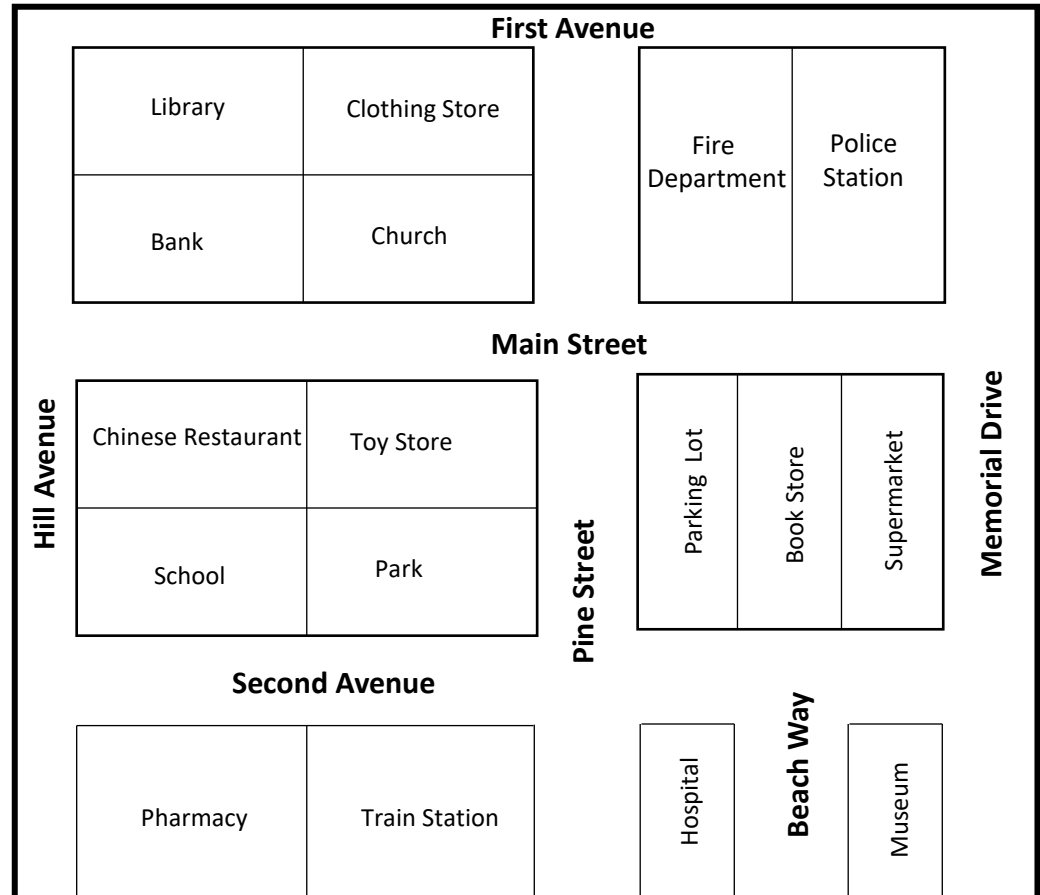 First Avenue
Library
Clothing Store
Fire
Department
Police
Station
Bank
Church
Main Street
Hill Avenue
Chinese Restaurant
Toy Store
Parking Lot
Book Store
Supermarket
Memorial Drive
School
Park
Pine Street
Second Avenue
Pharmacy
Train Station
Hospital
Beach Way
Museum